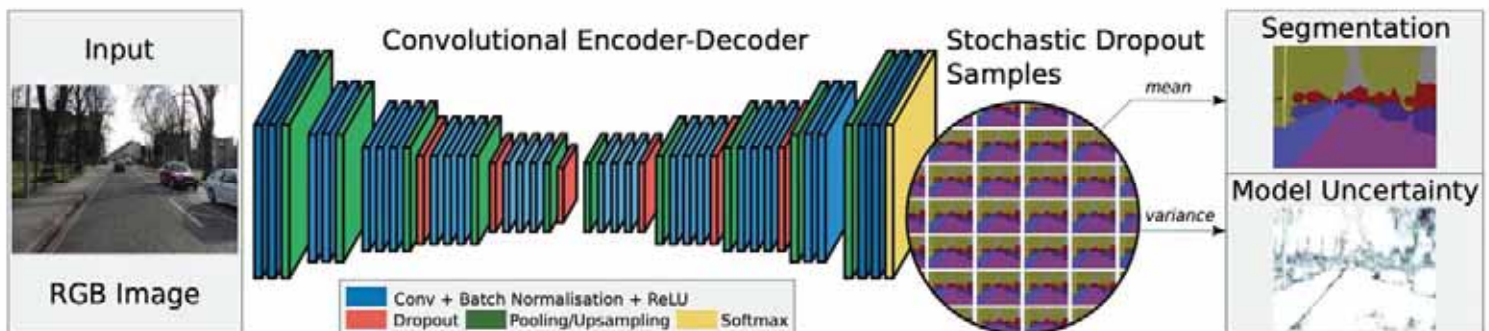 Input
RGB Image
Convolutional Encoder-Decoder
Conv + Batch Normalisation + ReLU
Dropout
Pooling/Upsampling
Softmax
Stochastic Dropout
Samples
mean
variance
Segmentation
Model Uncertainty